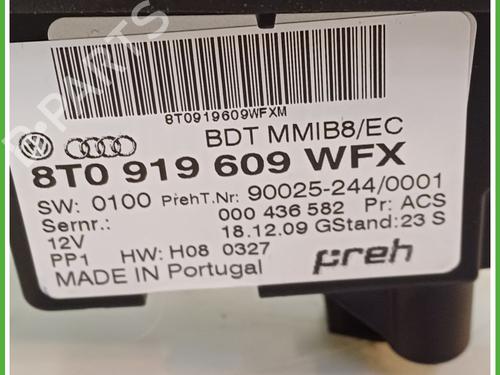 8T0919609WFXM
BDT MMIB8/EC
8T0 919 609 WFX
SW: 0100 PrehT.Nr: 90025-244/0001
Sernr.: 000 436 582 Pr: ACS
12V 18.12.09 GStand: 23 S
PP1 HW: H08 0327
MADE IN Portugal preh